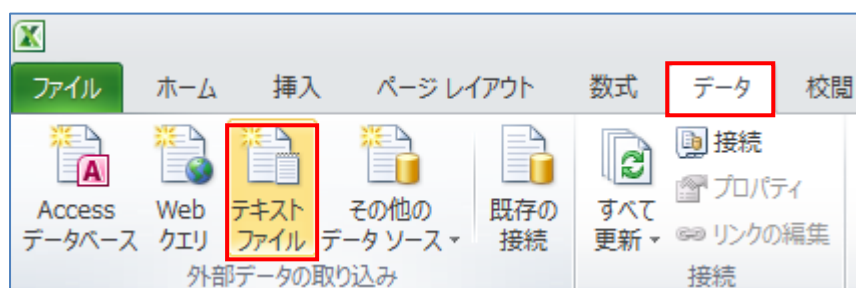 ファイル ホーム 挿入 ページ レイアウト 数式 データ 校閲
Access データベース
Web クエリ
テキスト ファイル
その他の データ ソース
既存の 接続
外部データの取り込み
すべて 更新
接続
プロパティ
リンクの編集
接続